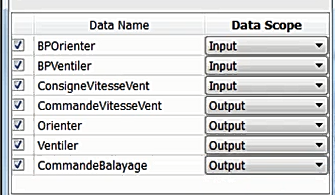 Data Name Data Scope
BPOrienter Input
BPVentiler Input
ConsigneVitesseVent Input
CommandeVitesseVent Output
Orienter Output
Ventiler Output
CommandeBalayage Output